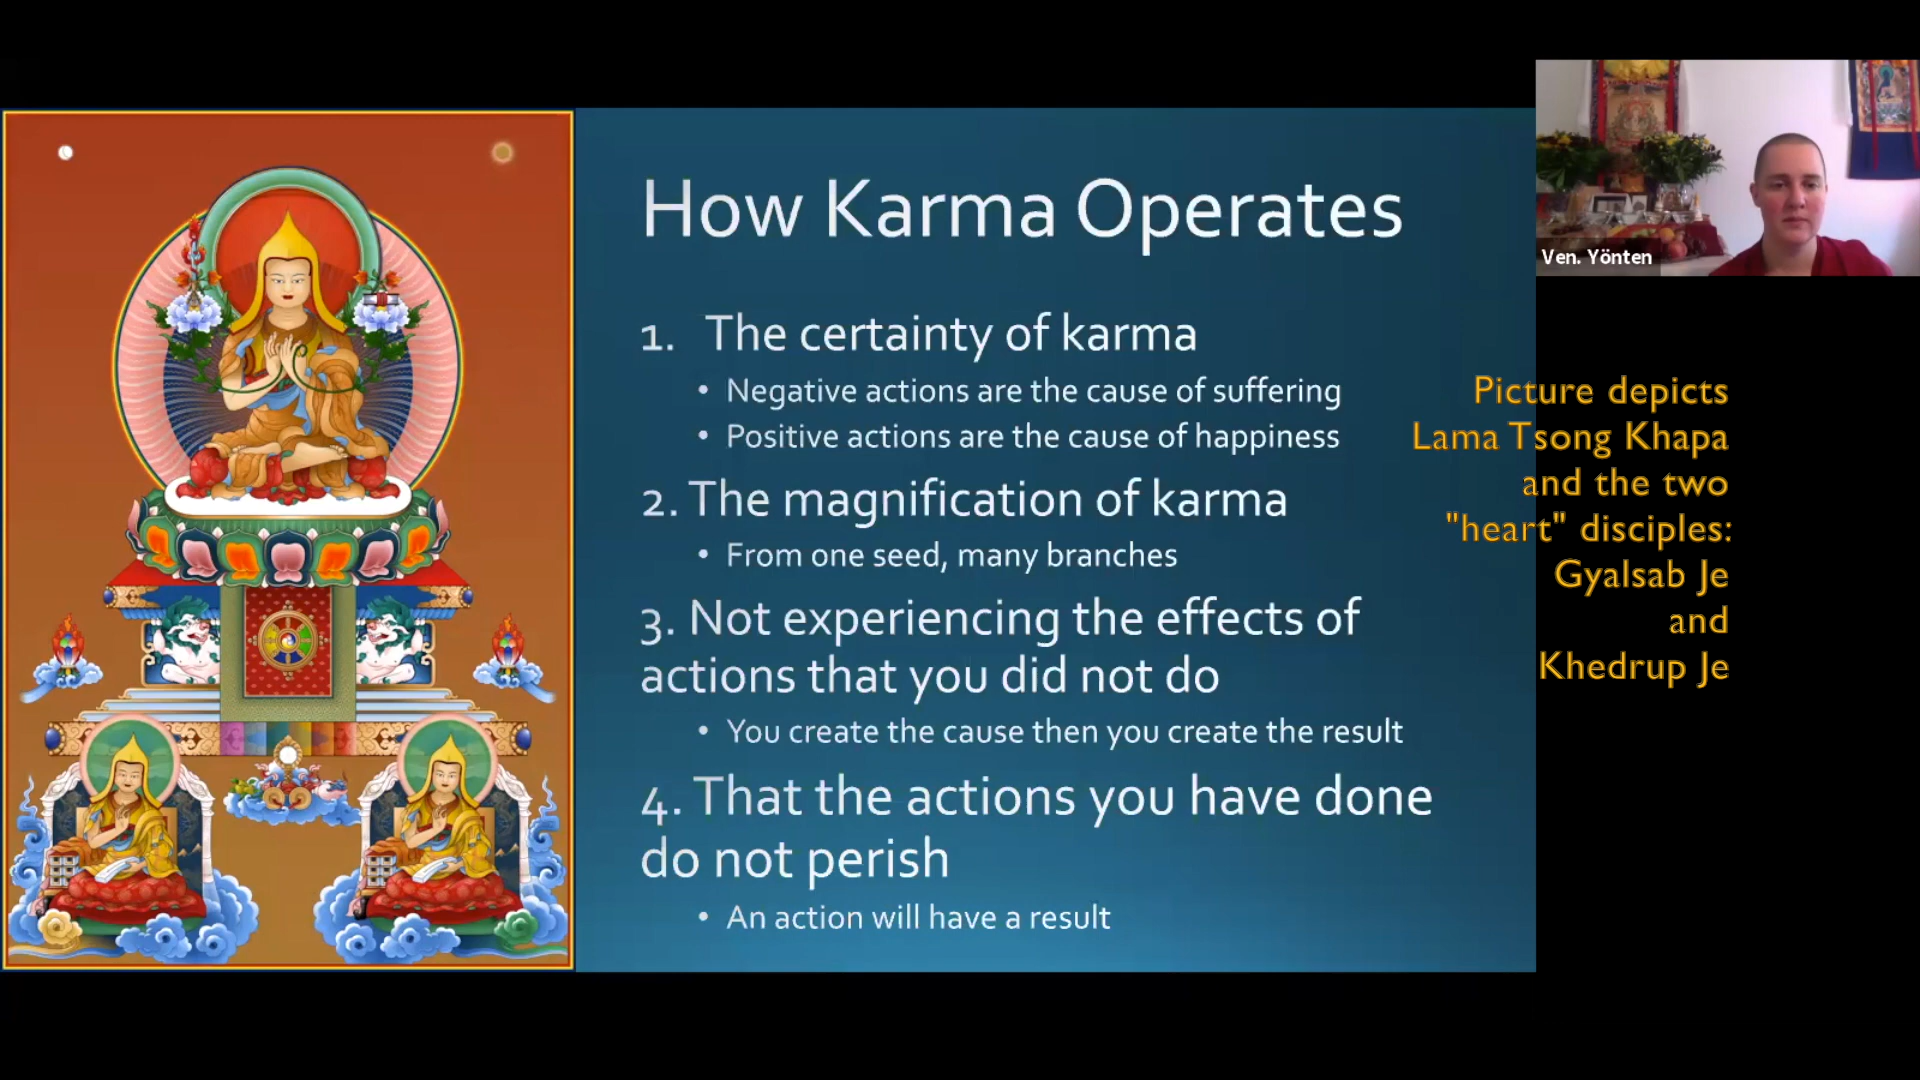 How Karma Operates
1. The certainty of karma
• Negative actions are the cause of suffering
• Positive actions are the cause of happiness
2. The magnification of karma
• From one seed, many branches
3. Not experiencing the effects of
actions that you did not do
• You create the cause then you create the result
4. That the actions you have done
do not perish
• An action will have a result
Ven. Yönten
Picture depicts
Lama Tsong Khapa
and the two
"heart" disciples:
Gyalsab Je
and
Khedrup Je